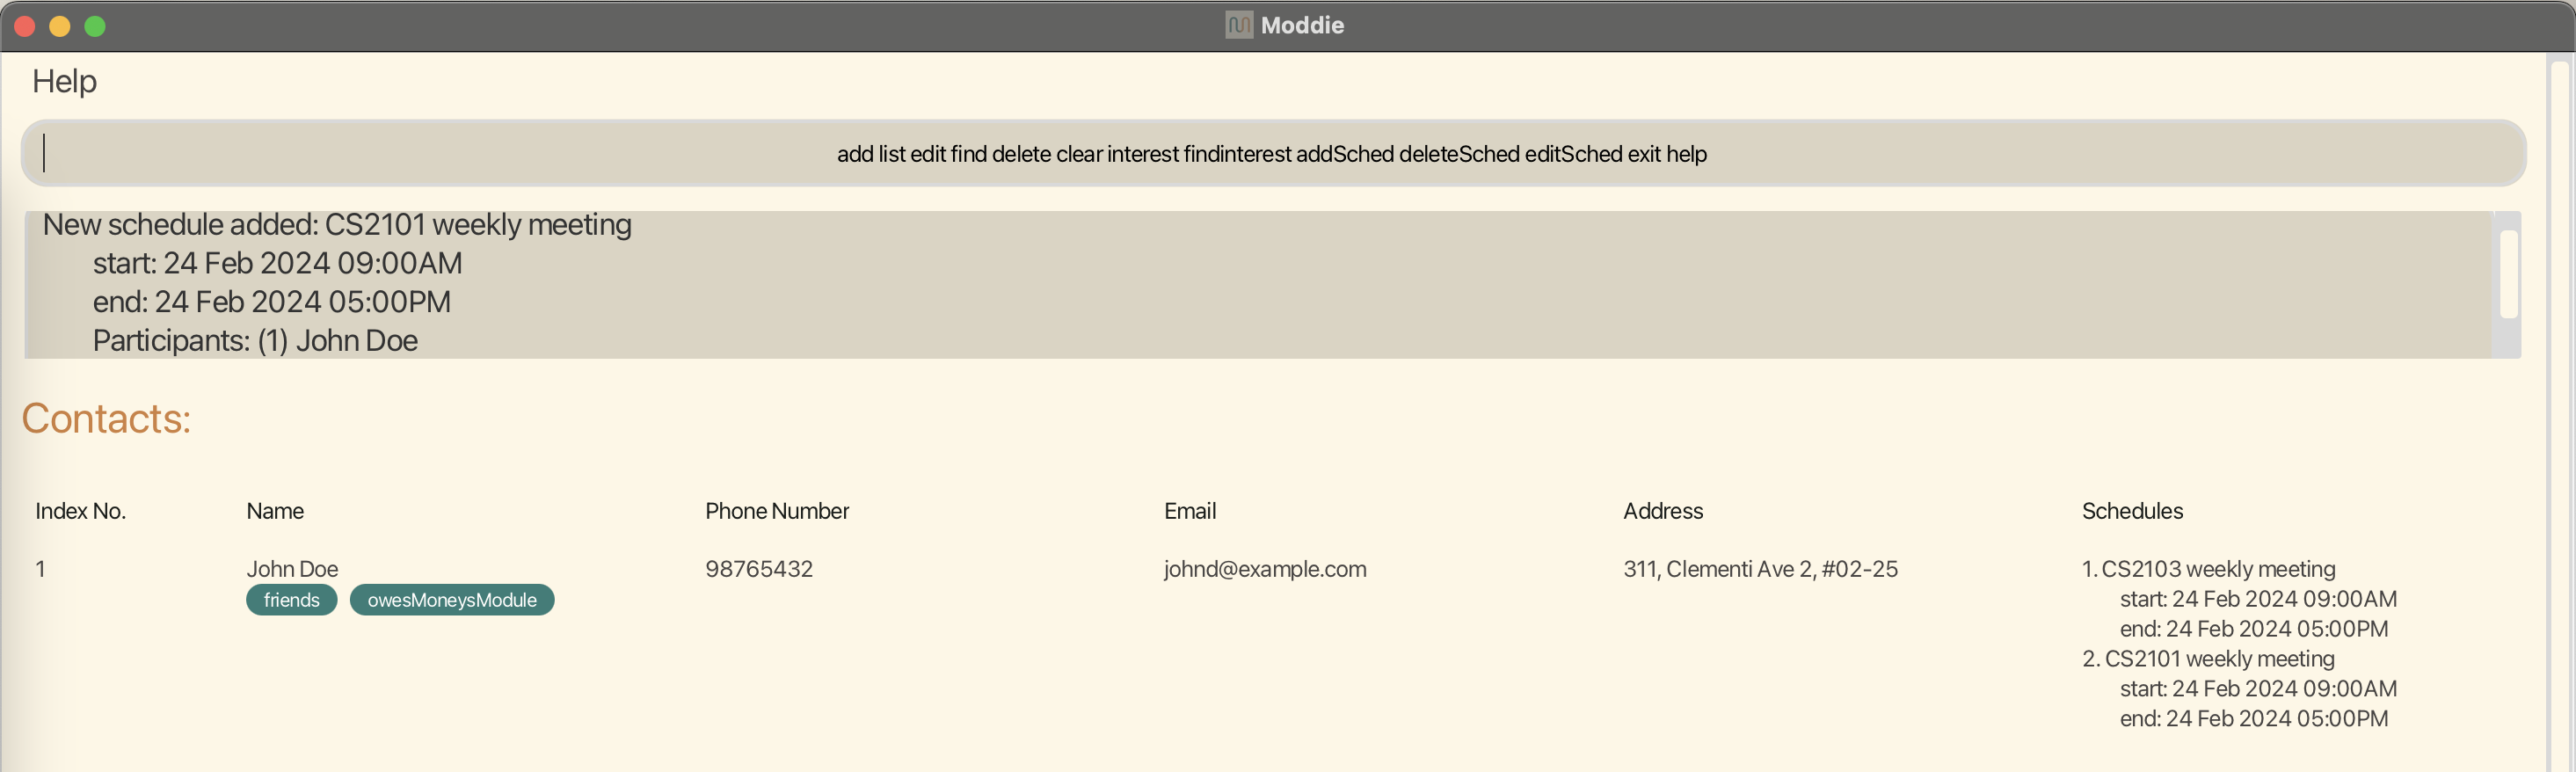 Moddie
Help
add list edit find delete clear interest findinterest addSched deleteSched editSched exit help
New schedule added: CS2101 weekly meeting
start: 24 Feb 2024 09:00AM
end: 24 Feb 2024 05:00PM
Participants: (1) John Doe
Contacts:
Index No. Name Phone Number Email Address Schedules
1 John Doe 98765432 johnd@example.com 311, Clementi Ave 2, #02-25 1. CS2103 weekly meeting
friends owesMoneysModule start: 24 Feb 2024 09:00AM
end: 24 Feb 2024 05:00PM
2. CS2101 weekly meeting
start: 24 Feb 2024 09:00AM
end: 24 Feb 2024 05:00PM